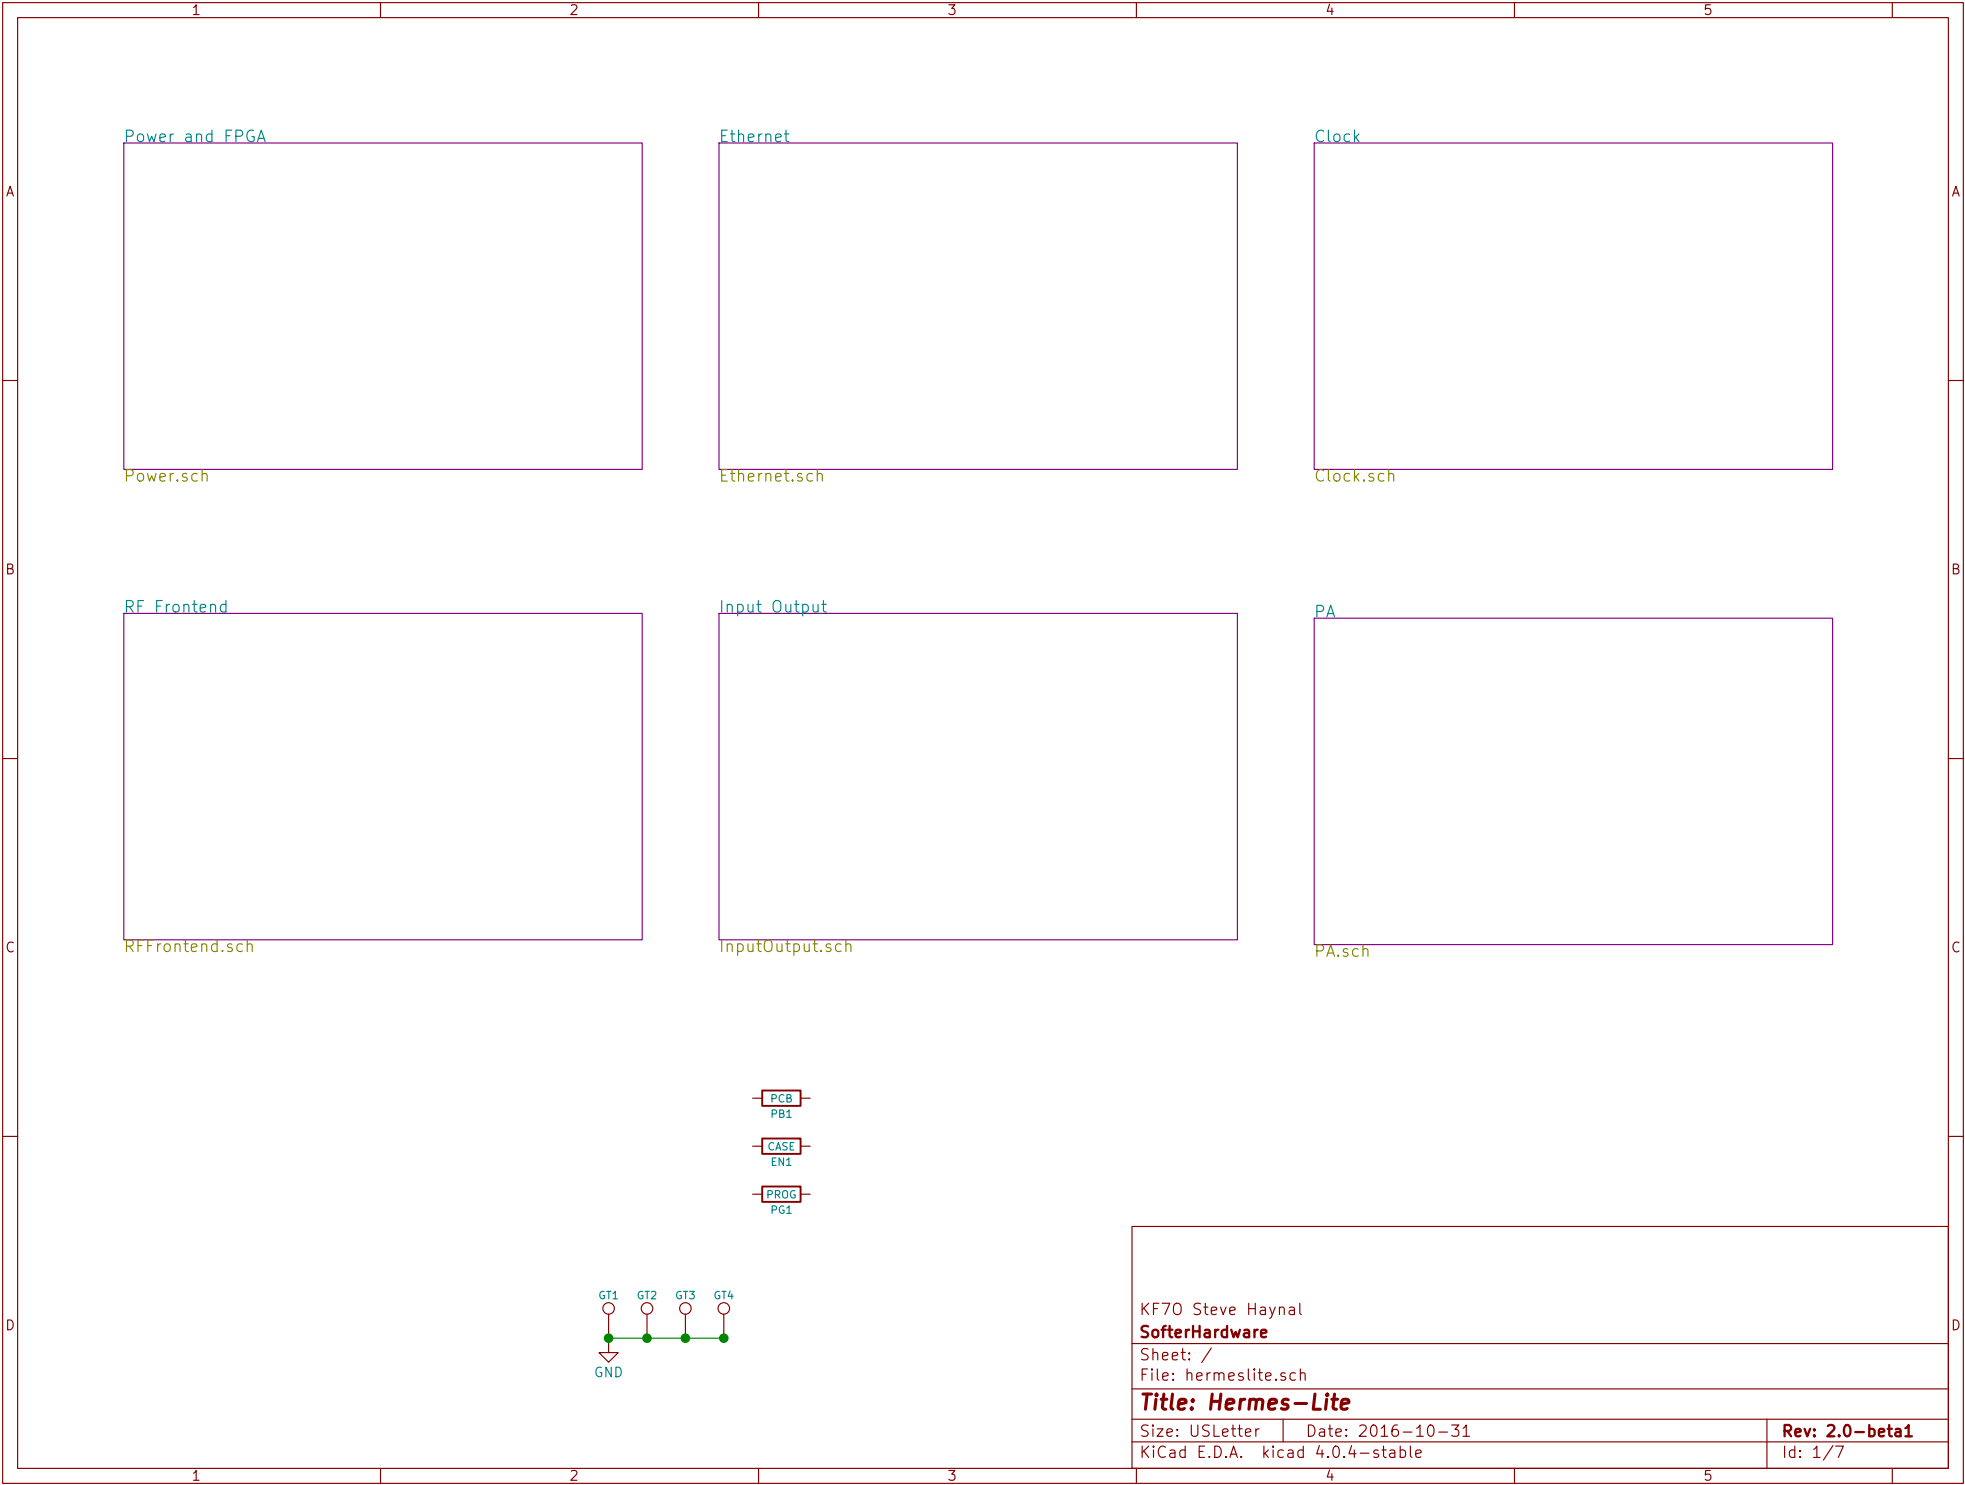 1 2 3 4 5
Power and FPGA
Ethernet
Clock
A A
Power.sch
Ethernet.sch
Clock.sch
B B
RF Frontend
Input Output
PA
C C
RFFrontend.sch
InputOutput.sch
PA.sch
PCB
PB1
CASE
EN1
PROG
PG1
GT1 GT2 GT3 GT4
GND
D D
KF7O Steve Haynal
SofterHardware
Sheet: /
File: hermeslite.sch
Title: Hermes-Lite
Size: USLetter
Date: 2016-10-31
Rev: 2.0-beta1
KiCad E.D.A. kicad 4.0.4-stable
Id: 1/7
1 2 3 4 5